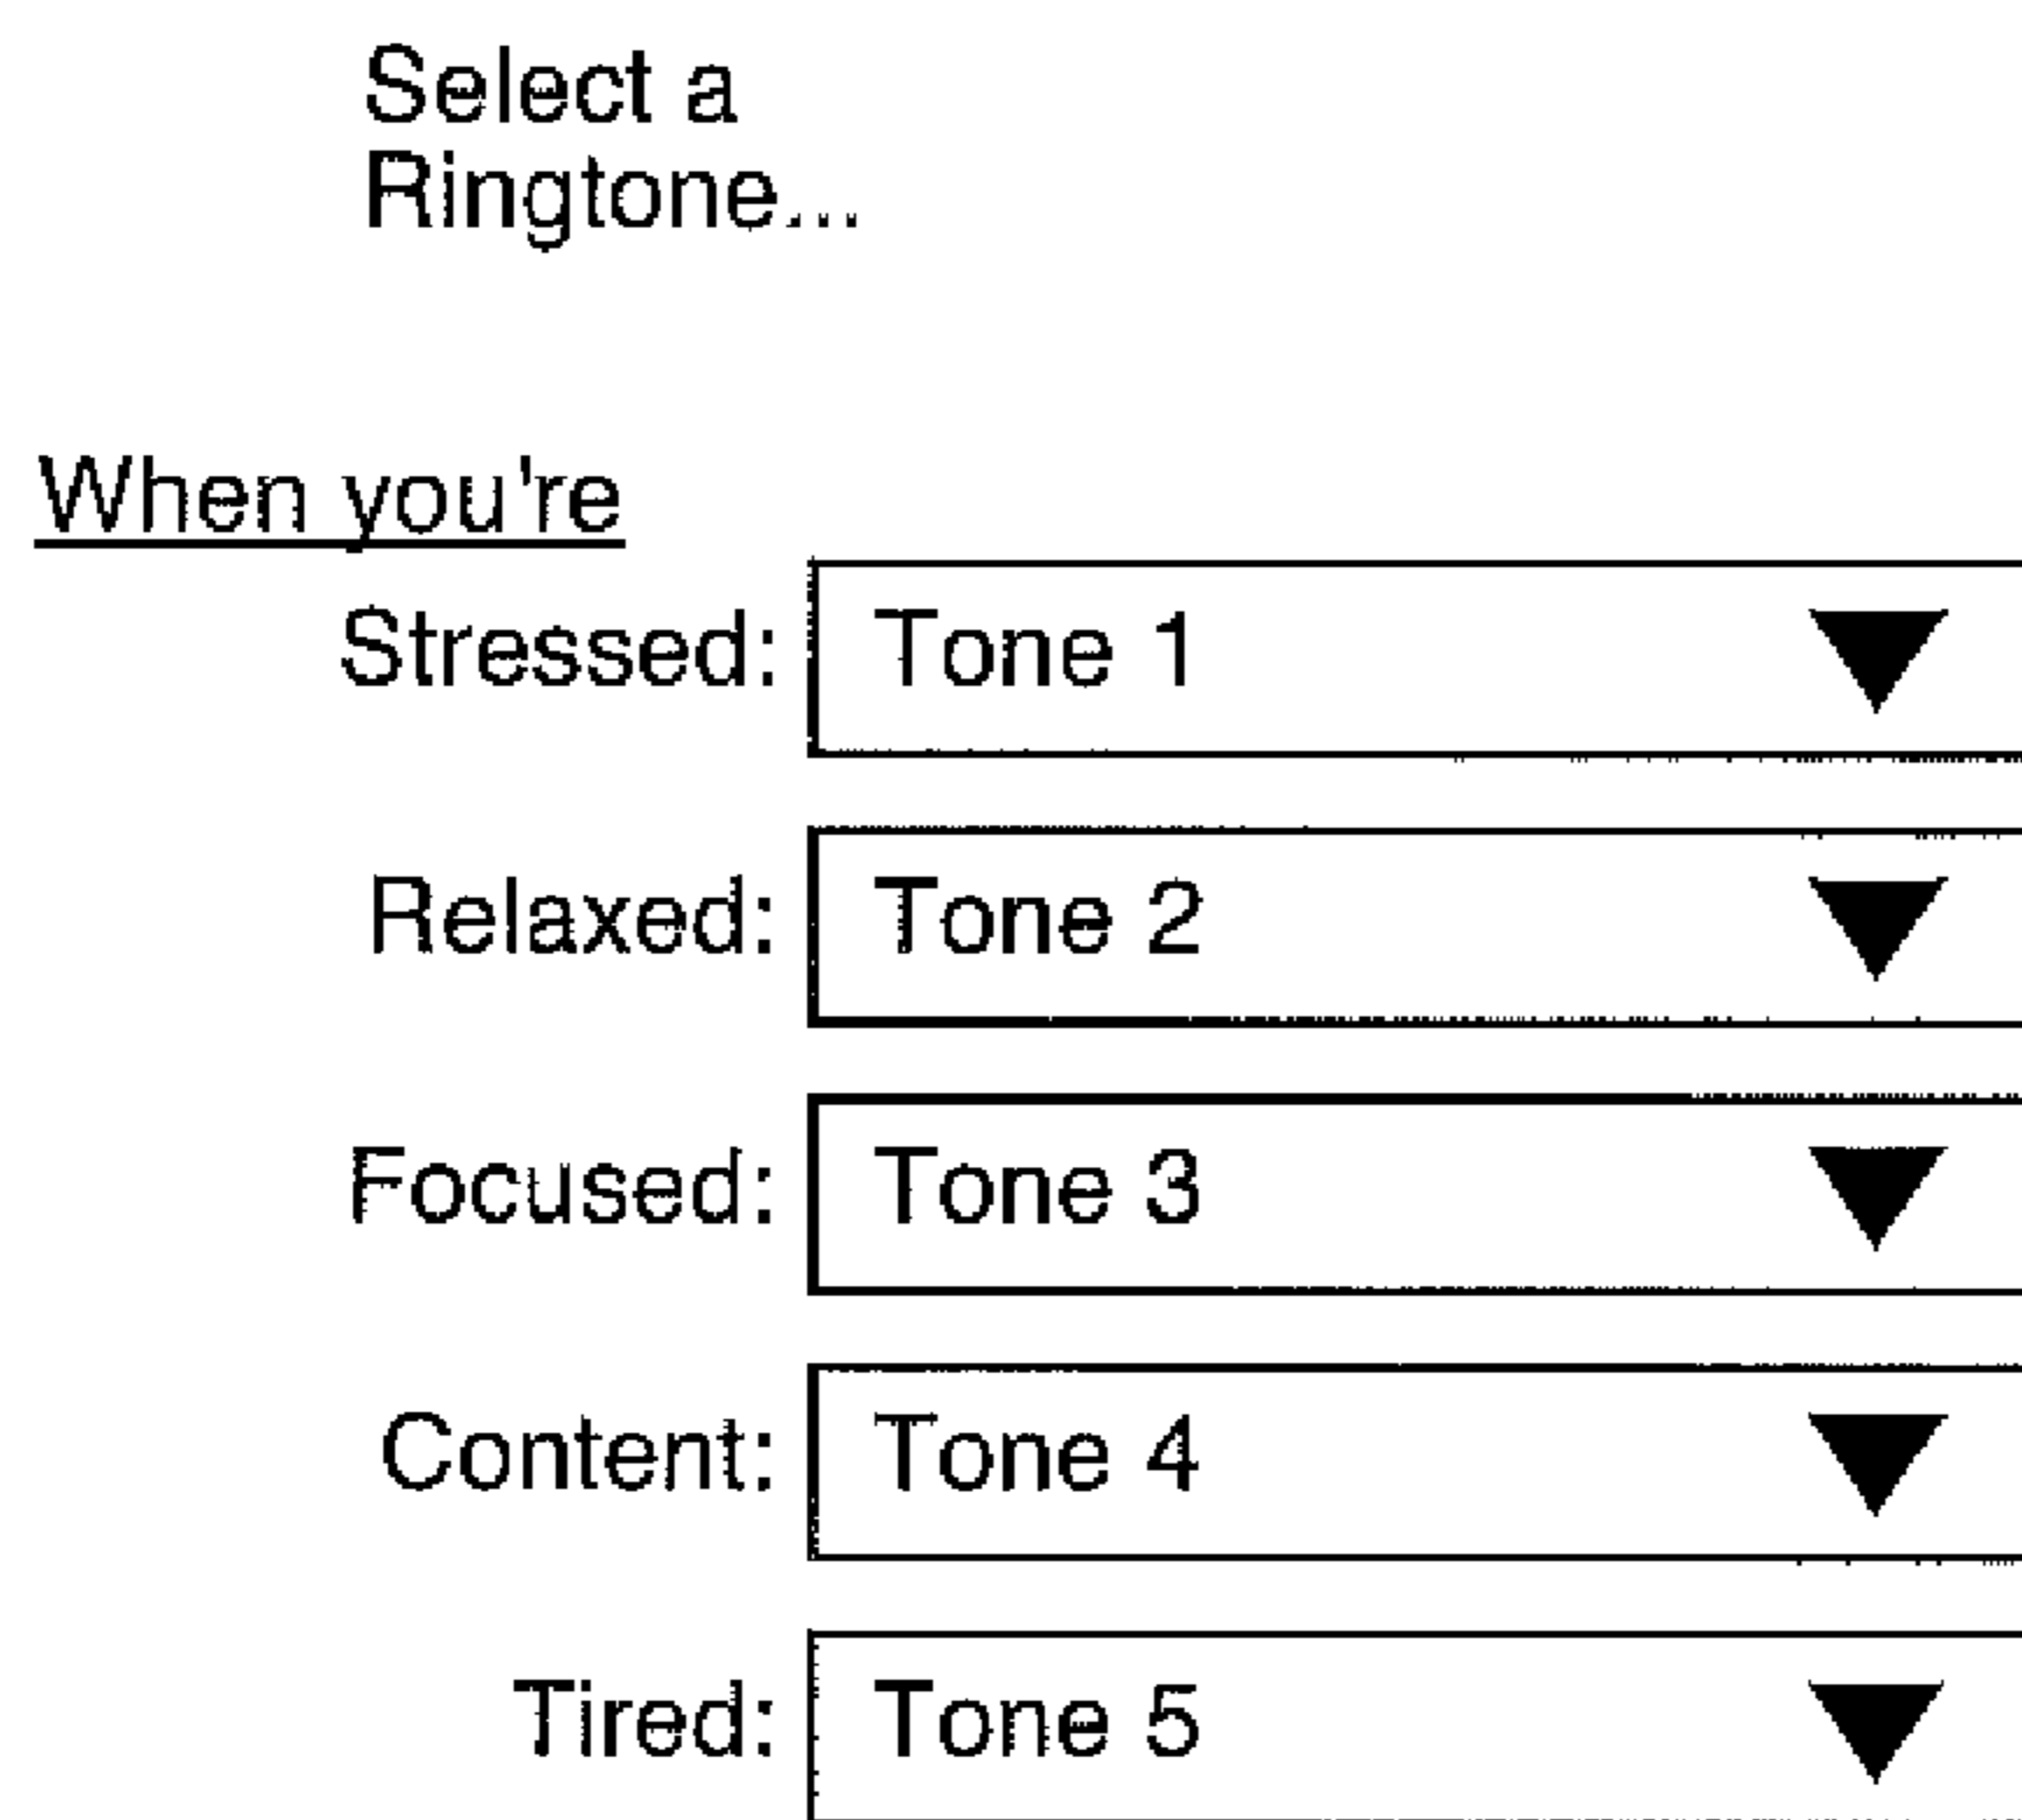 Select a
Ringtone...
When you're
Stressed: Tone 1
Relaxed: Tone 2
Focused: Tone 3
Content: Tone 4
Tired: Tone 5